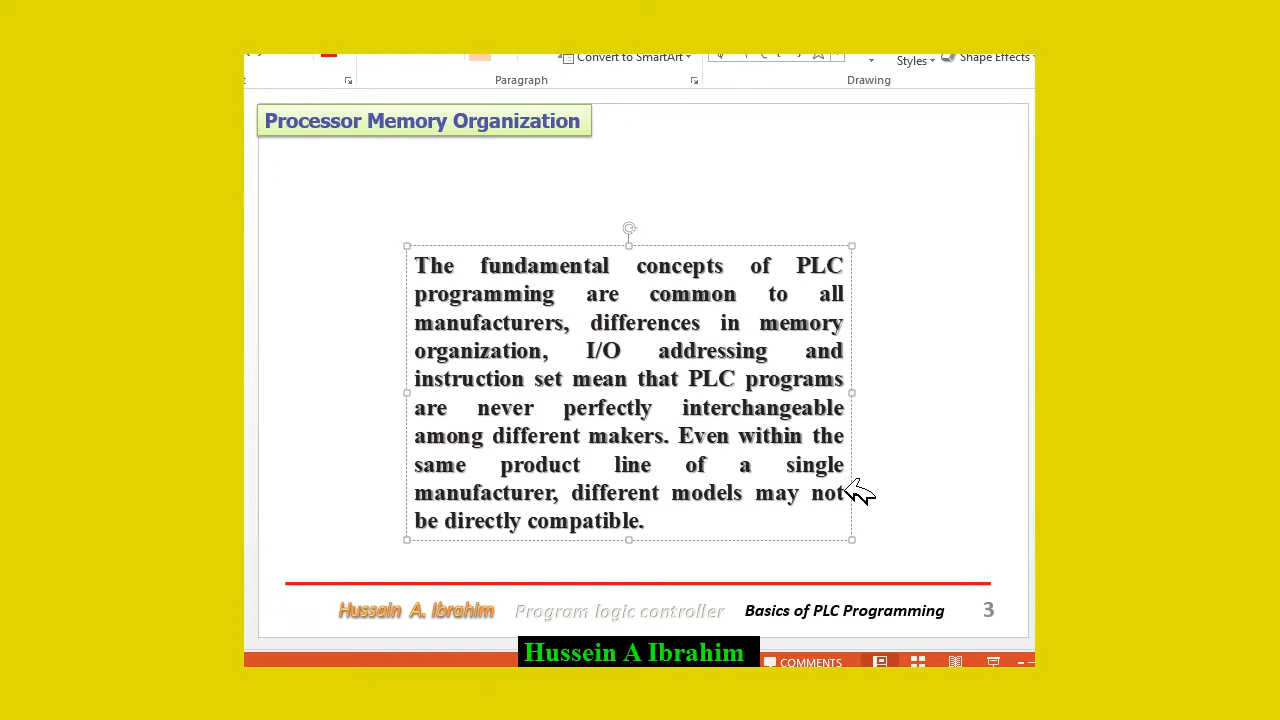 Convert to SmartArt
Styles
Shape Effects
Paragraph
Drawing
Processor Memory Organization
The fundamental concepts of PLC
programming are common to all
manufacturers, differences in memory
organization, I/O addressing and
instruction set mean that PLC programs
are never perfectly interchangeable
among different makers. Even within the
same product line of a single
manufacturer, different models may not
be directly compatible.
Hussein A. Ibrahim
Program logic controller
Basics of PLC Programming
3
Hussein A Ibrahim
COMMENTS